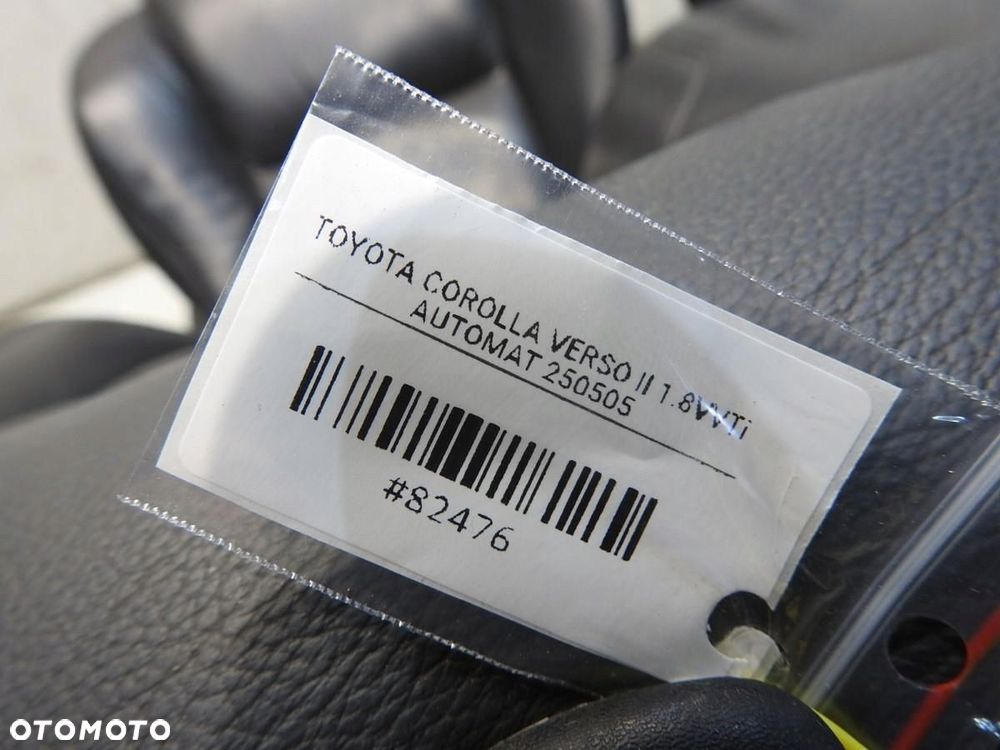 TOYOTA COROLLA VERSO II 1.8VVTi
AUTOMAT 250505
#82476
OTOMOTO